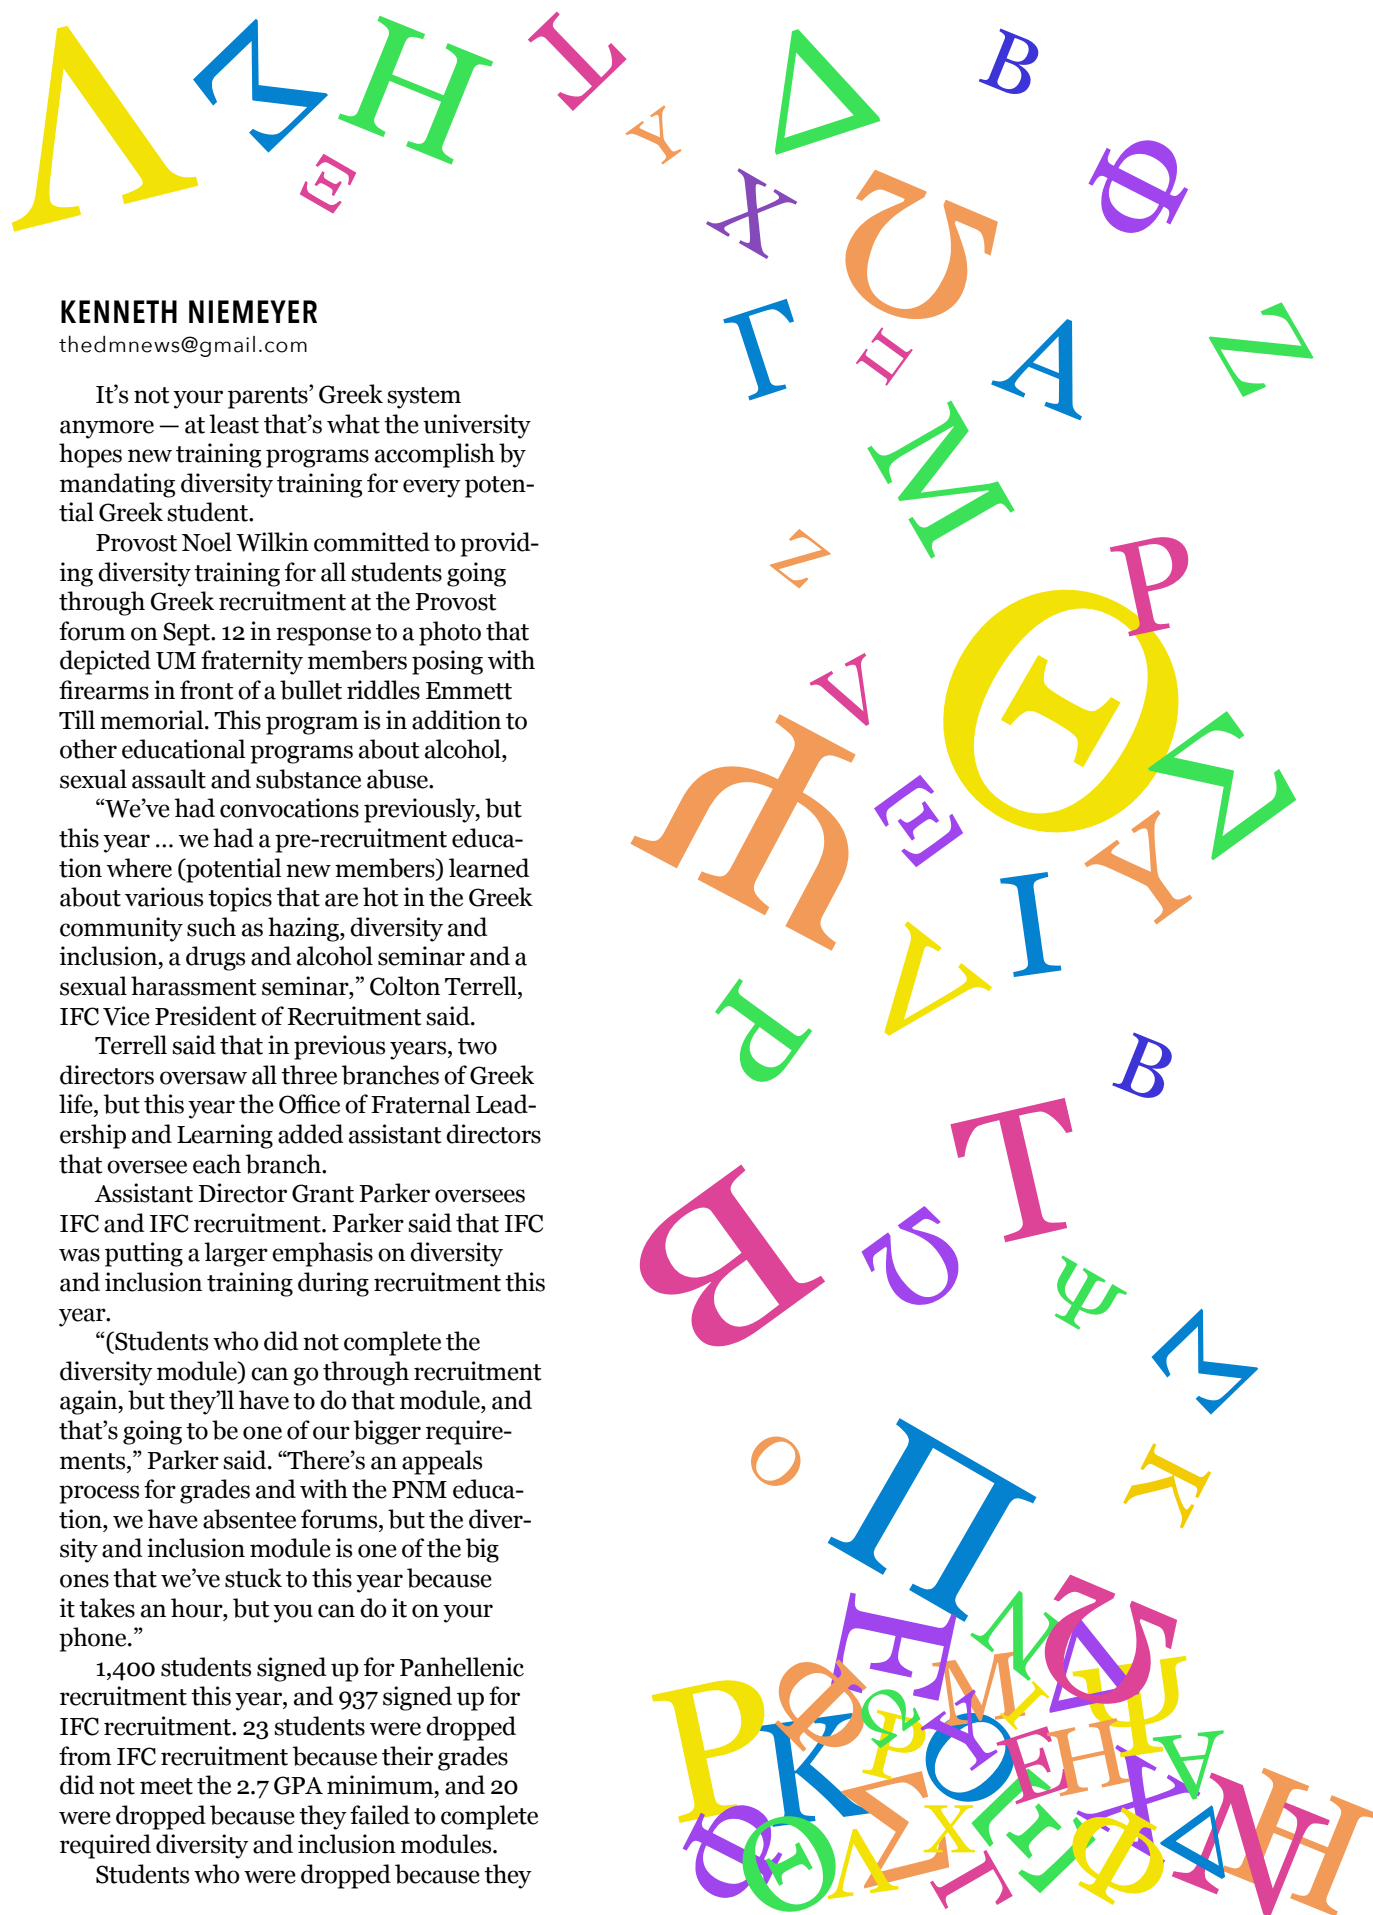 KENNETH NIEMEYER
thedmnews@gmail.com
It’s not your parents’ Greek system
anymore — at least that’s what the university
hopes new training programs accomplish by
mandating diversity training for every poten-
tial Greek student.
Provost Noel Wilkin committed to provid-
ing diversity training for all students going
through Greek recruitment at the Provost
forum on Sept. 12 in response to a photo that
depicted UM fraternity members posing with
firearms in front of a bullet riddles Emmett
Till memorial. This program is in addition to
other educational programs about alcohol,
sexual assault and substance abuse.
“We’ve had convocations previously, but
this year ... we had a pre-recruitment educa-
tion where (potential new members) learned
about various topics that are hot in the Greek
community such as hazing, diversity and
inclusion, a drugs and alcohol seminar and a
sexual harassment seminar,” Colton Terrell,
IFC Vice President of Recruitment said.
Terrell said that in previous years, two
directors oversaw all three branches of Greek
life, but this year the Office of Fraternal Lead-
ership and Learning added assistant directors
that oversee each branch.
Assistant Director Grant Parker oversees
IFC and IFC recruitment. Parker said that IFC
was putting a larger emphasis on diversity
and inclusion training during recruitment this
year.
“(Students who did not complete the
diversity module) can go through recruitment
again, but they’ll have to do that module, and
that’s going to be one of our bigger require-
ments,” Parker said. “There’s an appeals
process for grades and with the PNM educa-
tion, we have absentee forums, but the diver-
sity and inclusion module is one of the big
ones that we’ve stuck to this year because
it takes an hour, but you can do it on your
phone.”
1,400 students signed up for Panhellenic
recruitment this year, and 937 signed up for
IFC recruitment. 23 students were dropped
from IFC recruitment because their grades
did not meet the 2.7 GPA minimum, and 20
were dropped because they failed to complete
required diversity and inclusion modules.
Students who were dropped because they